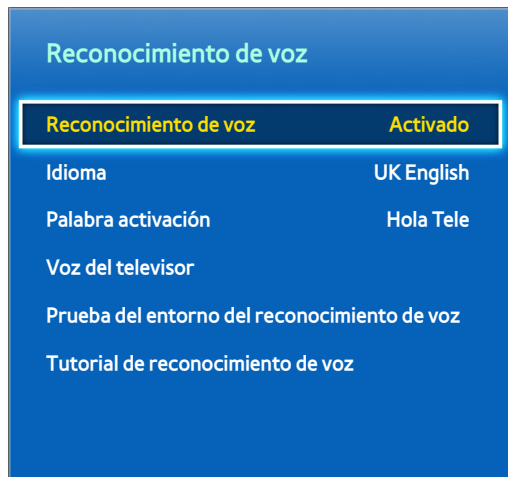 Reconocimiento de voz
Reconocimiento de voz Activado
Idioma UK English
Palabra activación Hola Tele
Voz del televisor
Prueba del entorno del reconocimiento de voz
Tutorial de reconocimiento de voz